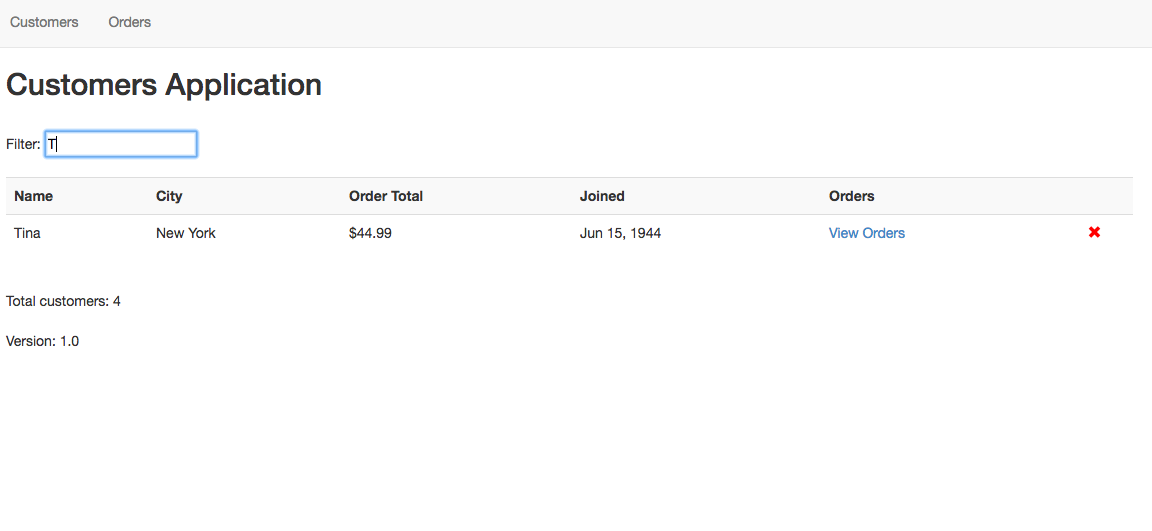 Customers Orders
Customers Application
Filter: T
Name City Order Total Joined Orders
Tina New York $44.99 Jun 15, 1944 View Orders
Total customers: 4
Version: 1.0